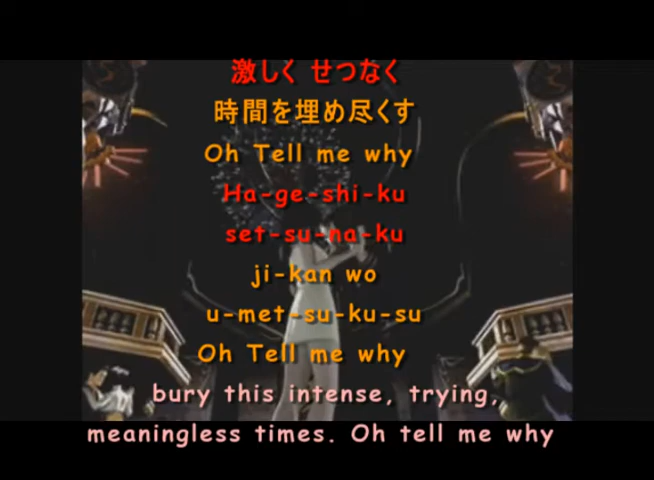 激しく せつなく
時間を埋め尽くす
Oh Tell me why
Ha-ge-shi-ku
set-su-na-ku
ji-kan wo
u-met-su-ku-su
Oh Tell me why
bury this intense, trying,
meaningless times. Oh tell me why